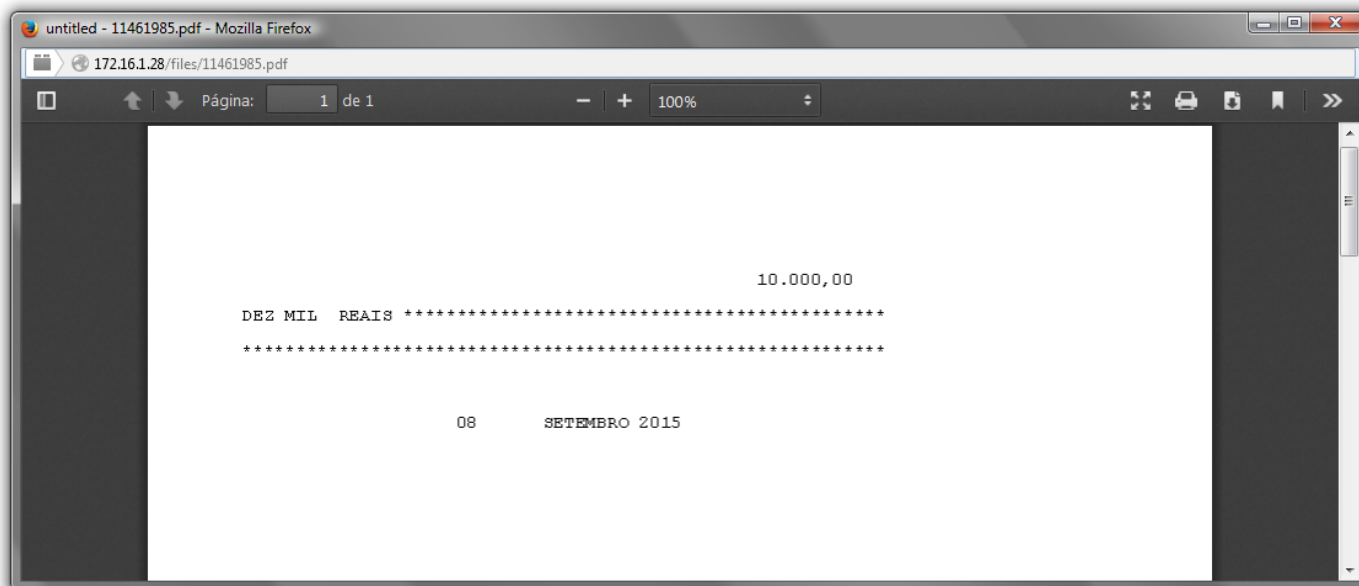 untitled - 11461985.pdf - Mozilla Firefox
172.16.1.28/files/11461985.pdf
Página: 1 de 1 100%
10.000,00
DEZ MIL  REAIS *********************************************
************************************************************
08 SETEMBRO 2015